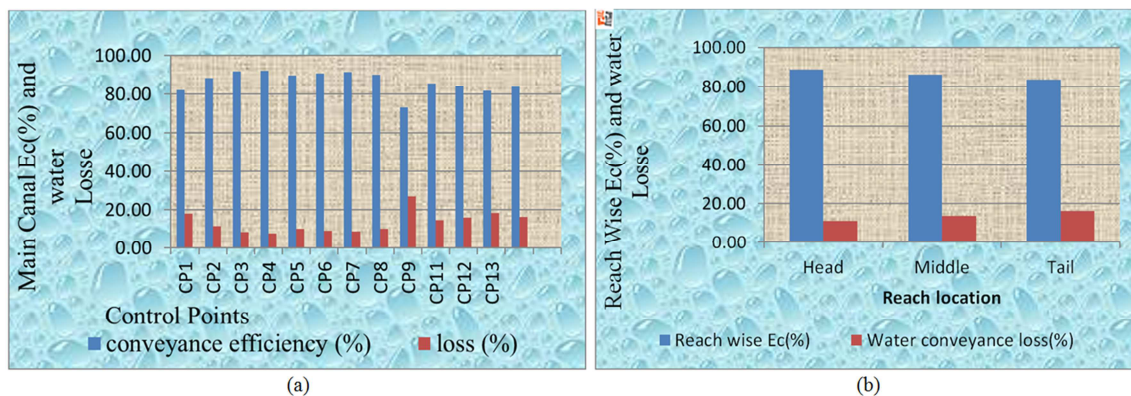 Main Canal Ec(%) and
water
Losse
100.00
80.00
60.00
40.00
20.00
0.00
CP1
CP2
CP3
CP4
CP5
CP6
CP7
CP8
CP9
CP11
CP12
CP13
Control Points
conveyance efficiency (%)
loss (%)
(a)
Reach Wise Ec(%) and water
Losse
100.00
80.00
60.00
40.00
20.00
0.00
Head
Middle
Tail
Reach location
Reach wise Ec(%)
Water conveyance loss(%)
(b)